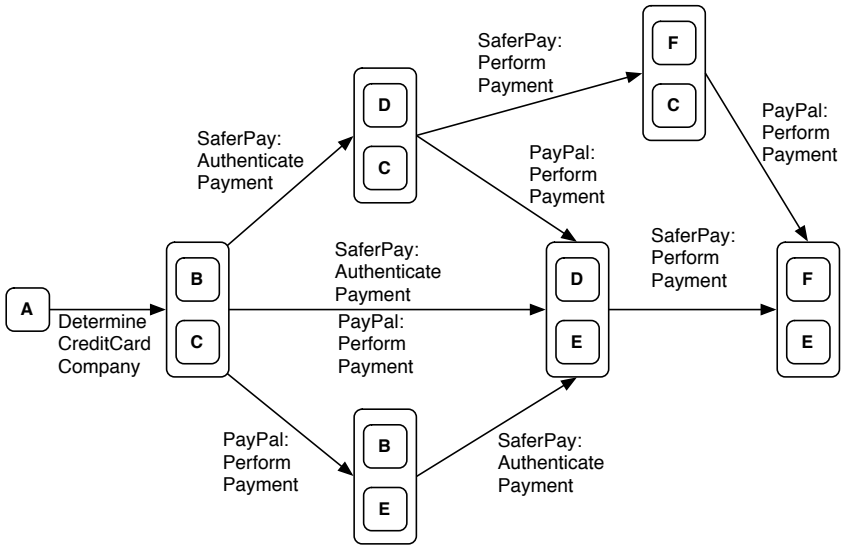 SaferPay:
Perform
Payment
F
C
PayPal:
Perform
Payment
D
C
SaferPay:
Authenticate
Payment
PayPal:
Perform
Payment
A
Determine
CreditCard
Company
B
C
SaferPay:
Authenticate
Payment
PayPal:
Perform
Payment
D
E
SaferPay:
Perform
Payment
F
E
PayPal:
Perform
Payment
B
E
SaferPay:
Authenticate
Payment